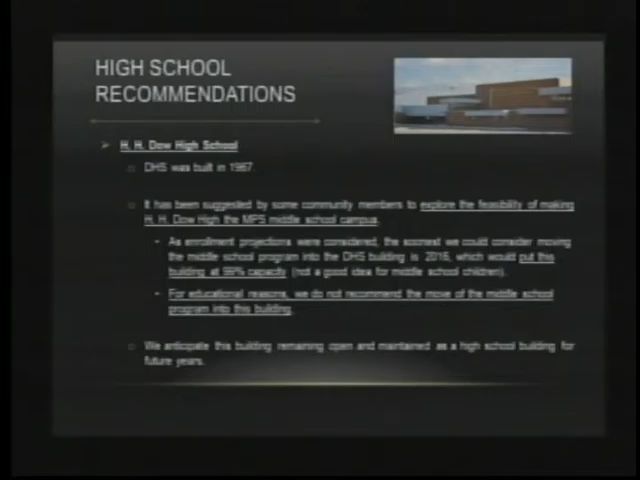 HIGH SCHOOL
RECOMMENDATIONS
H. H. Dow High School
DHS was built in 1967.
It has been suggested by some community members to explore the feasibility of making
H. H. Dow High the MPS middle school campus.
As enrollment projections were considered, the soonest we could consider moving
the middle school program into the DHS building is 2016, which would put this
building at 99% capacity (not a good idea for middle school children).
For educational reasons, we do not recommend the move of the middle school
program into this building.
We anticipate this building remaining open and maintained as a high school building for
future years.